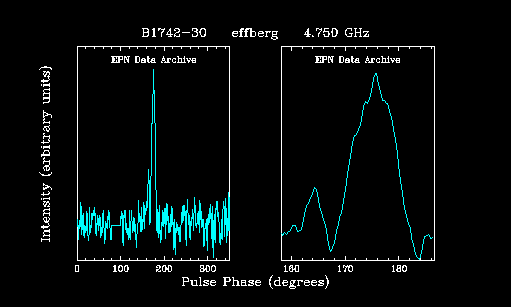 B1742-30 effberg 4.750 GHz
EPN Data Archive EPN Data Archive
Intensity (arbitrary units)
0 100 200 300 160 170 180
Pulse Phase (degrees)